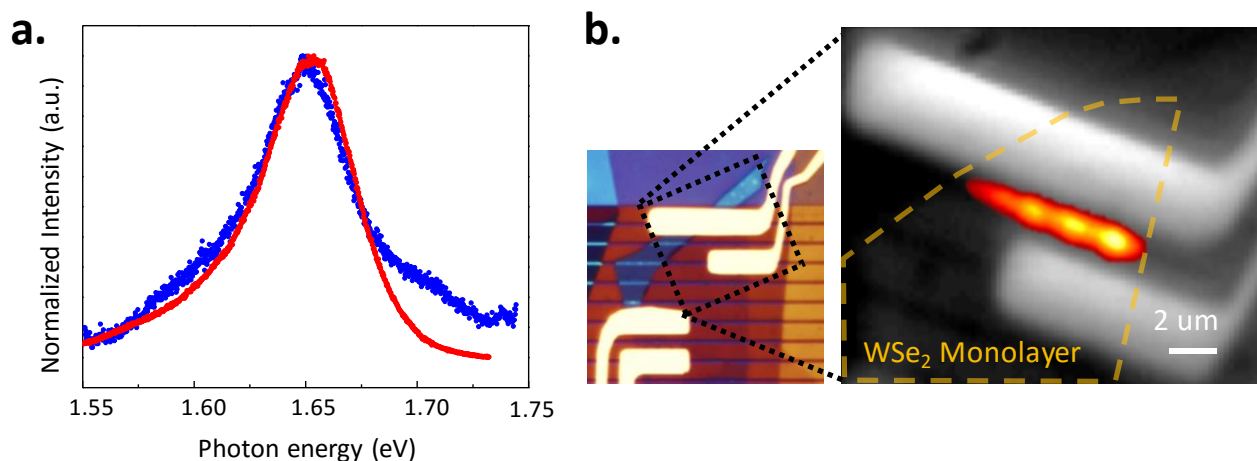 a.
Normalized Intensity (a.u.)
1.55
1.60
1.65
1.70
1.75
Photon energy (eV)
b.
2 um
WSe₂ Monolayer